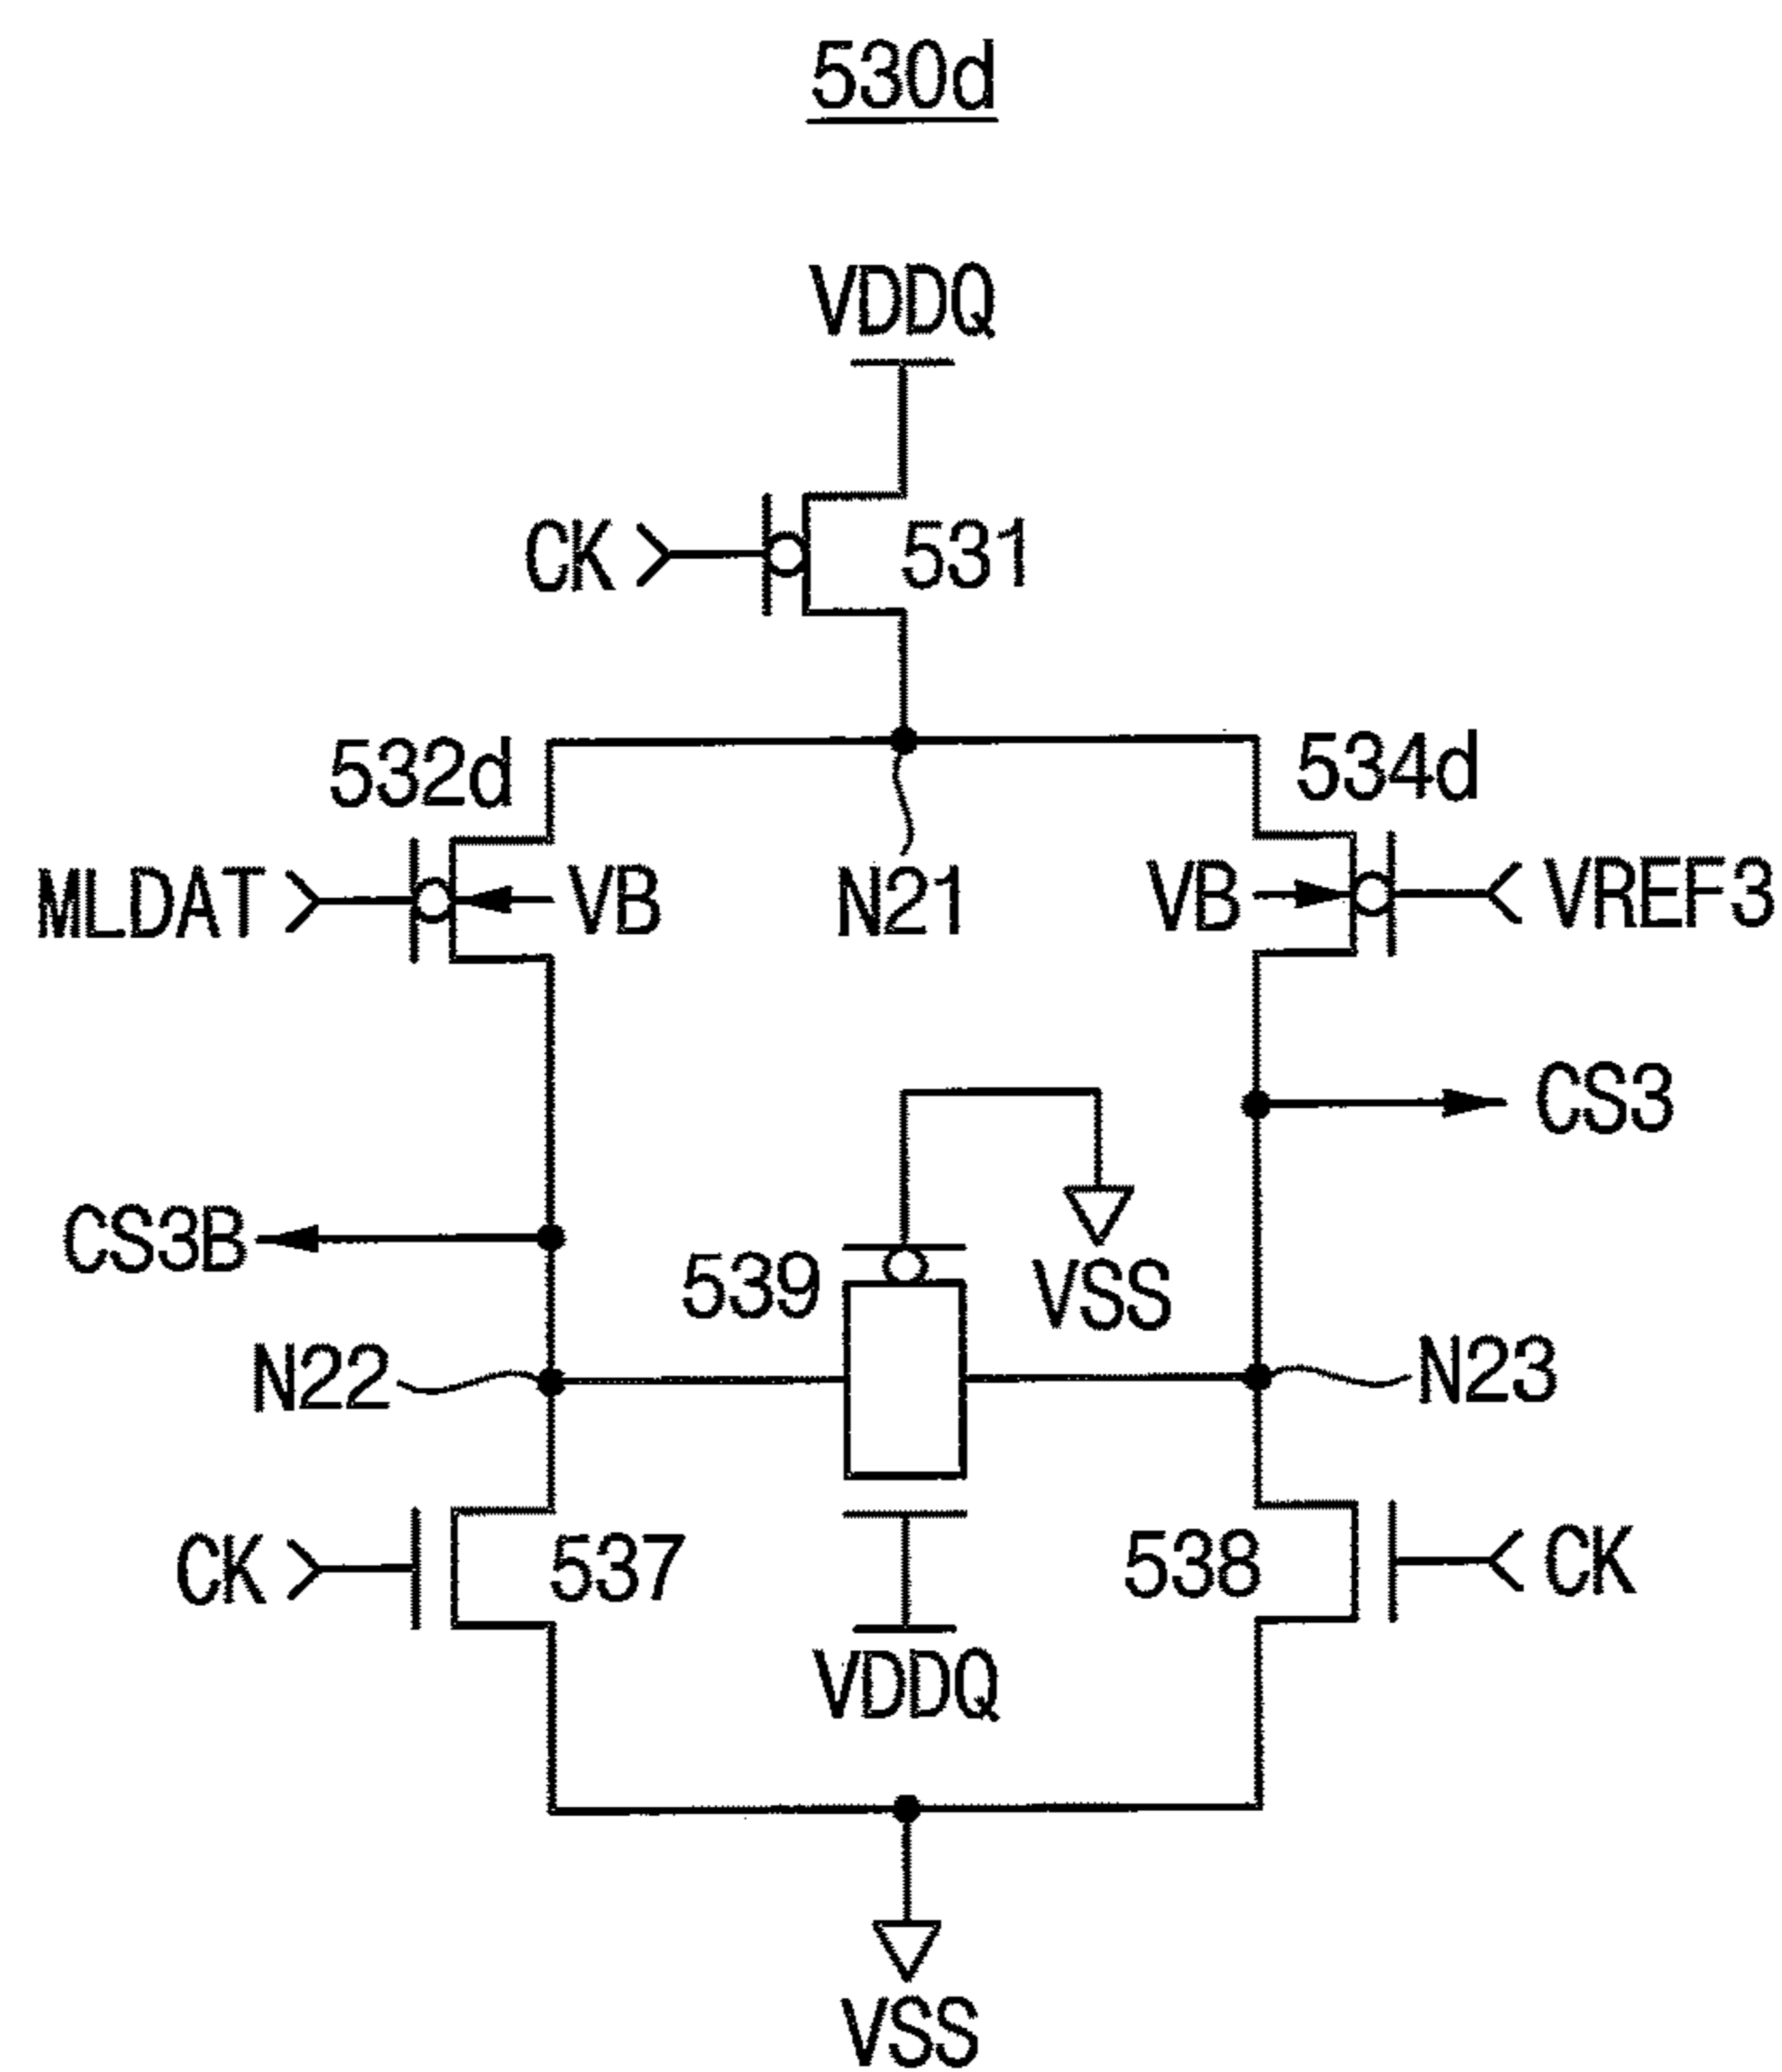 530d
VDDQ
CK 531
532d 534d
MLDAT VB N21 VB VREF3
CS3
CS3B
539 VSS
N22 N23
CK 537 538 CK
VDDQ
VSS